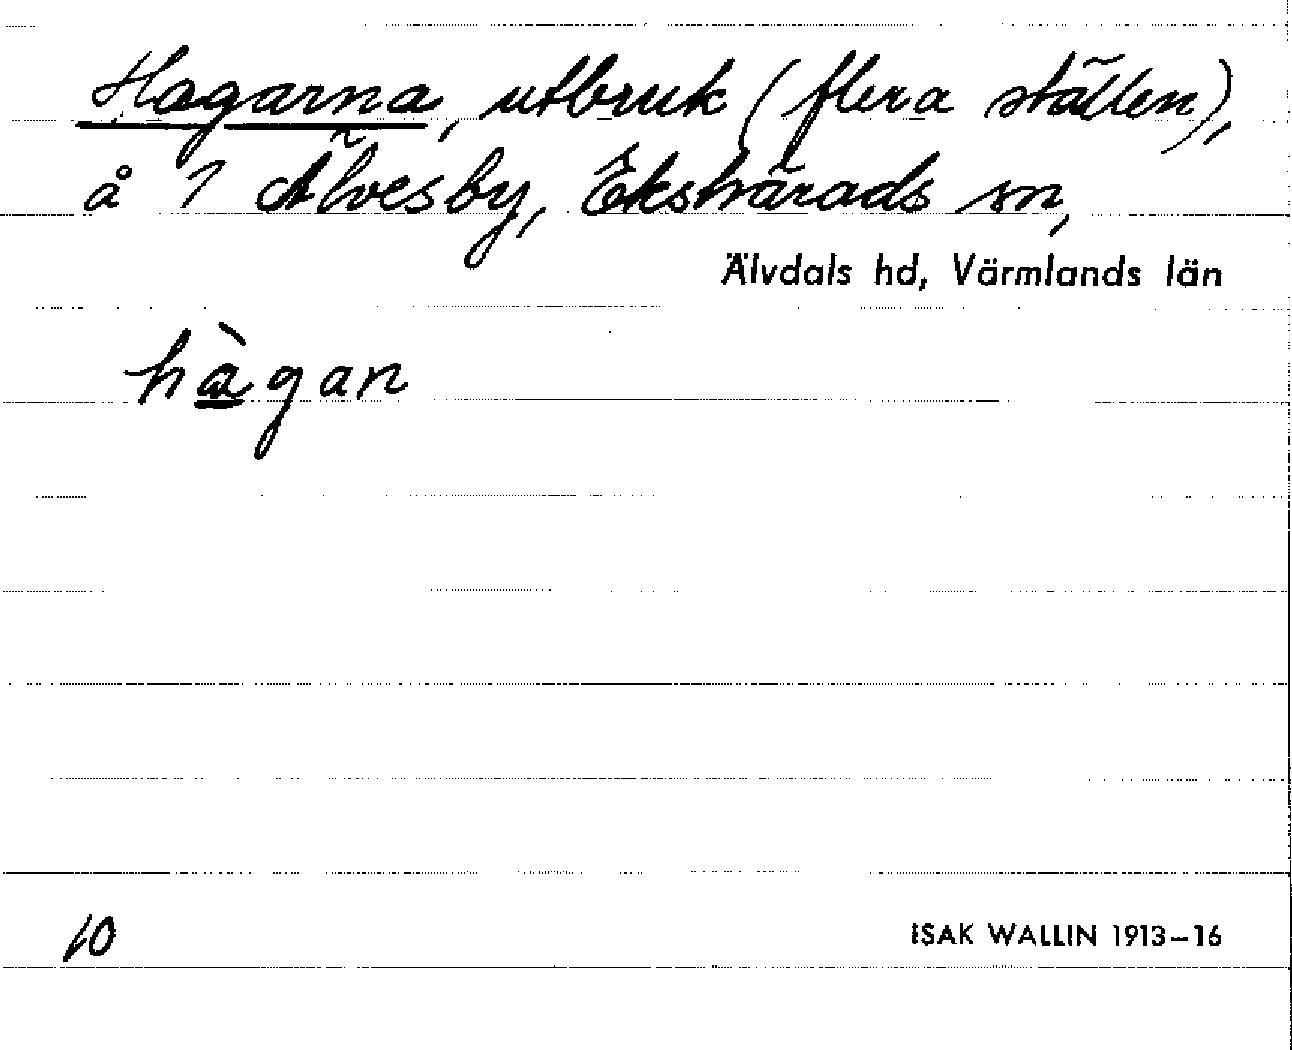 Hagarna, utbruk (flera ställen),
å 1 Älvesby, Ekshärads sn,
Älvdals hd, Värmlands län
hàgan
10
ISAK WALLIN 1913–16